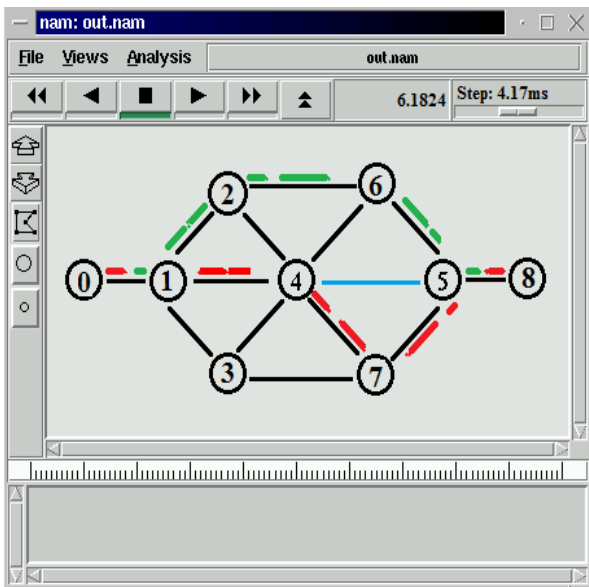 nam: out.nam
File Views Analysis out.nam
6.1824 Step: 4.17ms
2 6
0 1 4 5 8
3 7